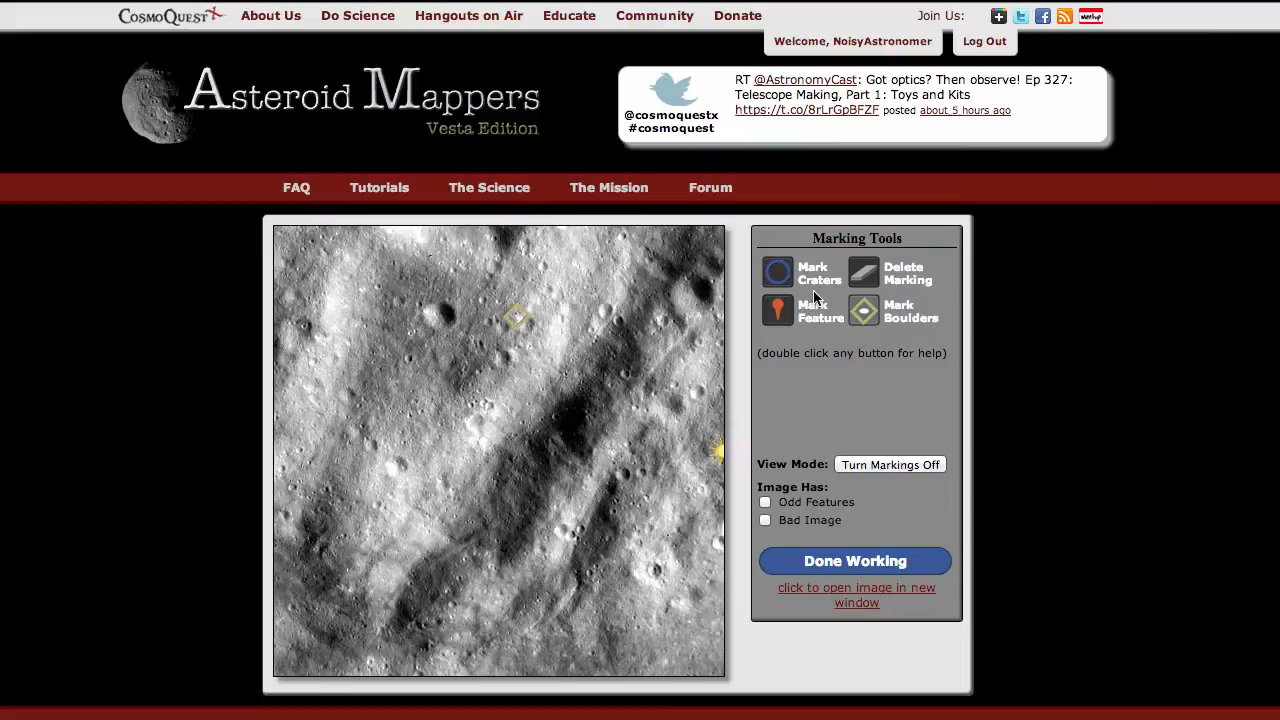 CosmoQuest About Us Do Science Hangouts on Air Educate Community Donate Join Us: Meetup
Welcome, NoisyAstronomer Log Out
Asteroid Mappers
Vesta Edition
@cosmoquestx
#cosmoquest
RT @AstronomyCast: Got optics? Then observe! Ep 327:
Telescope Making, Part 1: Toys and Kits
https://t.co/8rLrGpBFZF posted about 5 hours ago
FAQ Tutorials The Science The Mission Forum
Marking Tools
Mark
Craters
Delete
Marking
Mark
Feature
Mark
Boulders
(double click any button for help)
View Mode: Turn Markings Off
Image Has:
Odd Features
Bad Image
Done Working
click to open image in new
window